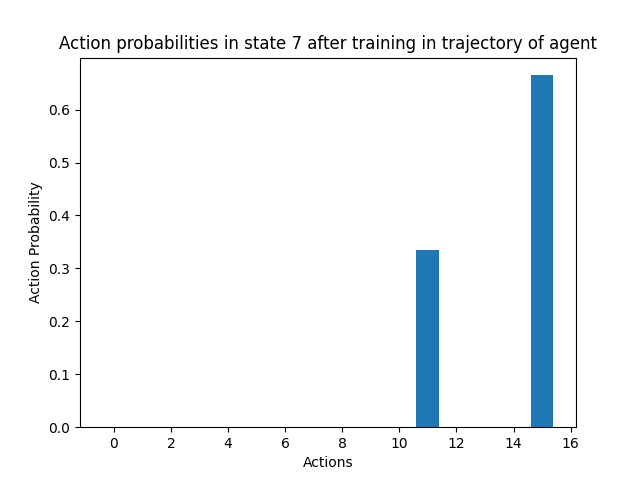 Action probabilities in state 7 after training in trajectory of agent
0.6
0.5
0.4
0.3
0.2
0.1
0.0
Action Probability
0 2 4 6 8 10 12 14 16
Actions